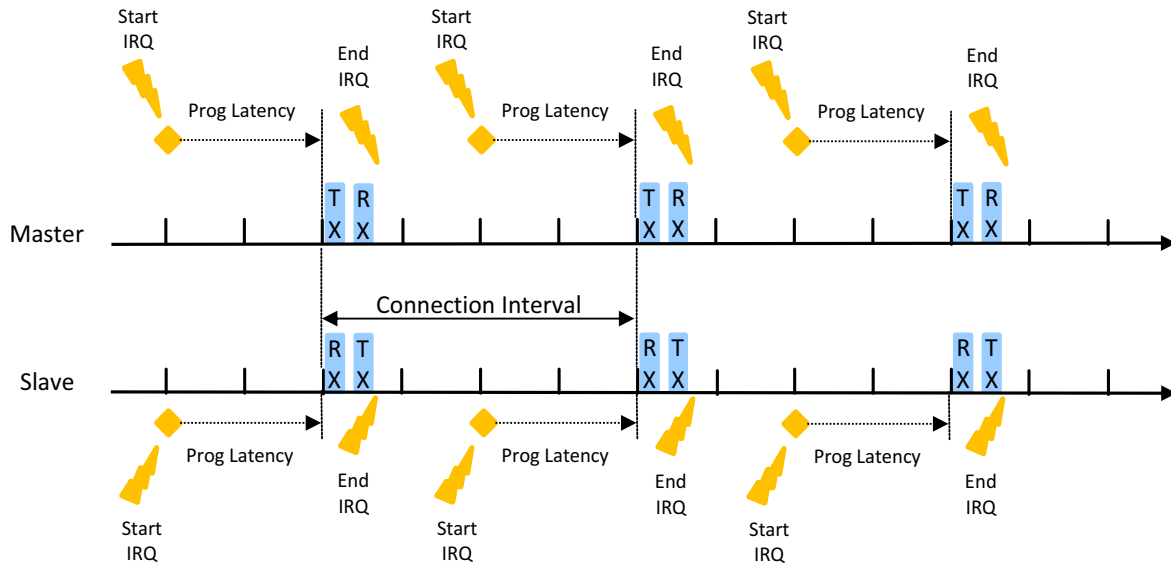 Start
IRQ
Start
IRQ
Start
IRQ
End
IRQ
End
IRQ
End
IRQ
Prog Latency
Prog Latency
Prog Latency
T
X
R
X
T
X
R
X
T
X
R
X
Master
Connection Interval
R
X
T
X
R
X
T
X
R
X
T
X
Slave
Prog Latency
Prog Latency
Prog Latency
End
IRQ
End
IRQ
End
IRQ
Start
IRQ
Start
IRQ
Start
IRQ